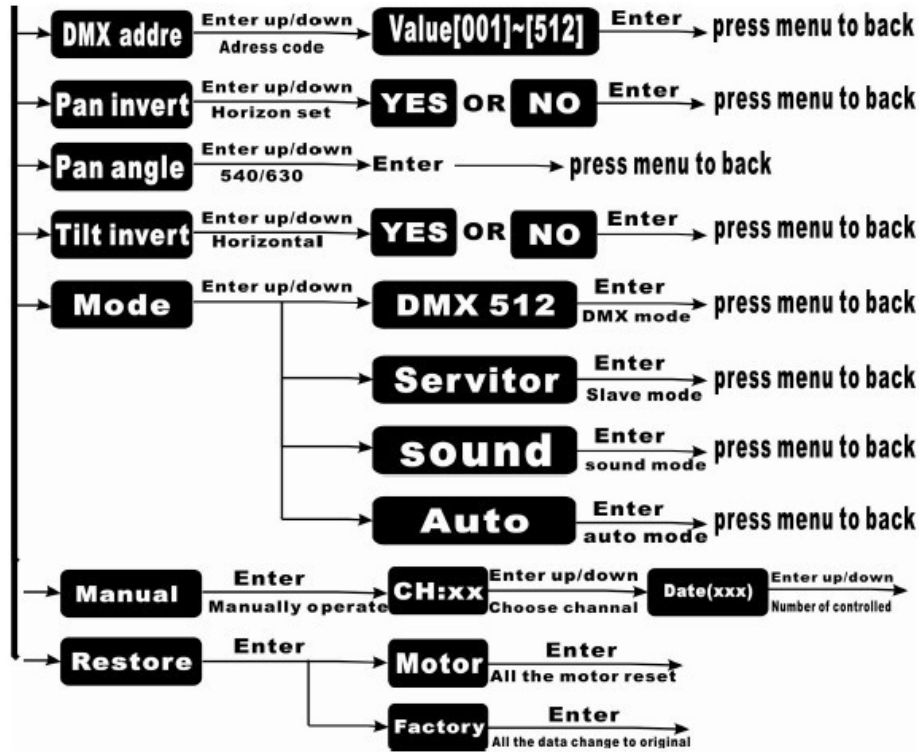 DMX addre Enter up/down Adress code Value[001]~[512] Enter press menu to back
Pan invert Enter up/down Horizon set YES OR NO Enter press menu to back
Pan angle Enter up/down 540/630 Enter press menu to back
Tilt invert Enter up/down Horizontal YES OR NO Enter press menu to back
Mode Enter up/down DMX 512 Enter DMX mode press menu to back
Servitor Enter Slave mode press menu to back
sound Enter sound mode press menu to back
Auto Enter auto mode press menu to back
Manual Enter Manually operate CH:xx Enter up/down Choose channal Date(xxx) Enter up/down Number of controlled
Restore Enter Motor Enter All the motor reset
Factory Enter All the data change to original